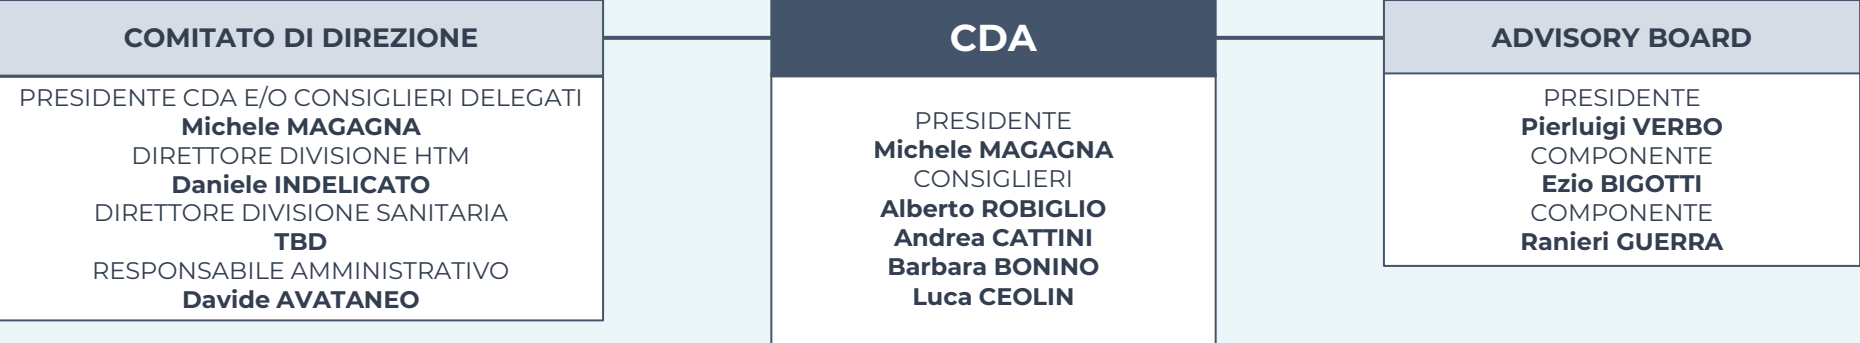 COMITATO DI DIREZIONE
PRESIDENTE CDA E/O CONSIGLIERI DELEGATI
Michele MAGAGNA
DIRETTORE DIVISIONE HTM
Daniele INDELICATO
DIRETTORE DIVISIONE SANITARIA
TBD
RESPONSABILE AMMINISTRATIVO
Davide AVATANEO
CDA
PRESIDENTE
Michele MAGAGNA
CONSIGLIERI
Alberto ROBIGLIO
Andrea CATTINI
Barbara BONINO
Luca CEOLIN
ADVISORY BOARD
PRESIDENTE
Pierluigi VERBO
COMPONENTE
Ezio BIGOTTI
COMPONENTE
Ranieri GUERRA